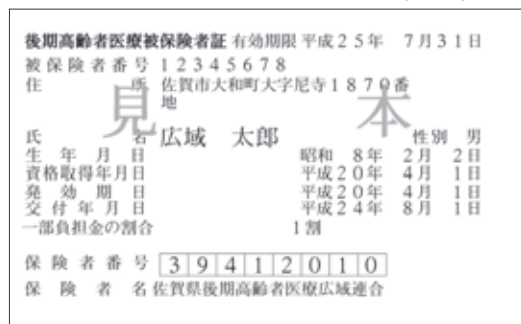 後期高齢者医療被保険者証 有効期限 平成25年 7月31日
被保険者番号 12345678
住 所 佐賀市大和町大字尼寺1870番
地
見本
氏 名 広域 太郎 性別 男
生年月日 昭和 8年 2月 2日
資格取得年月日 平成20年 4月 1日
発効期日 平成20年 4月 1日
交付年月日 平成24年 8月 1日
一部負担金の割合 1割
保険者番号 39412010
保険者名 佐賀県後期高齢者医療広域連合